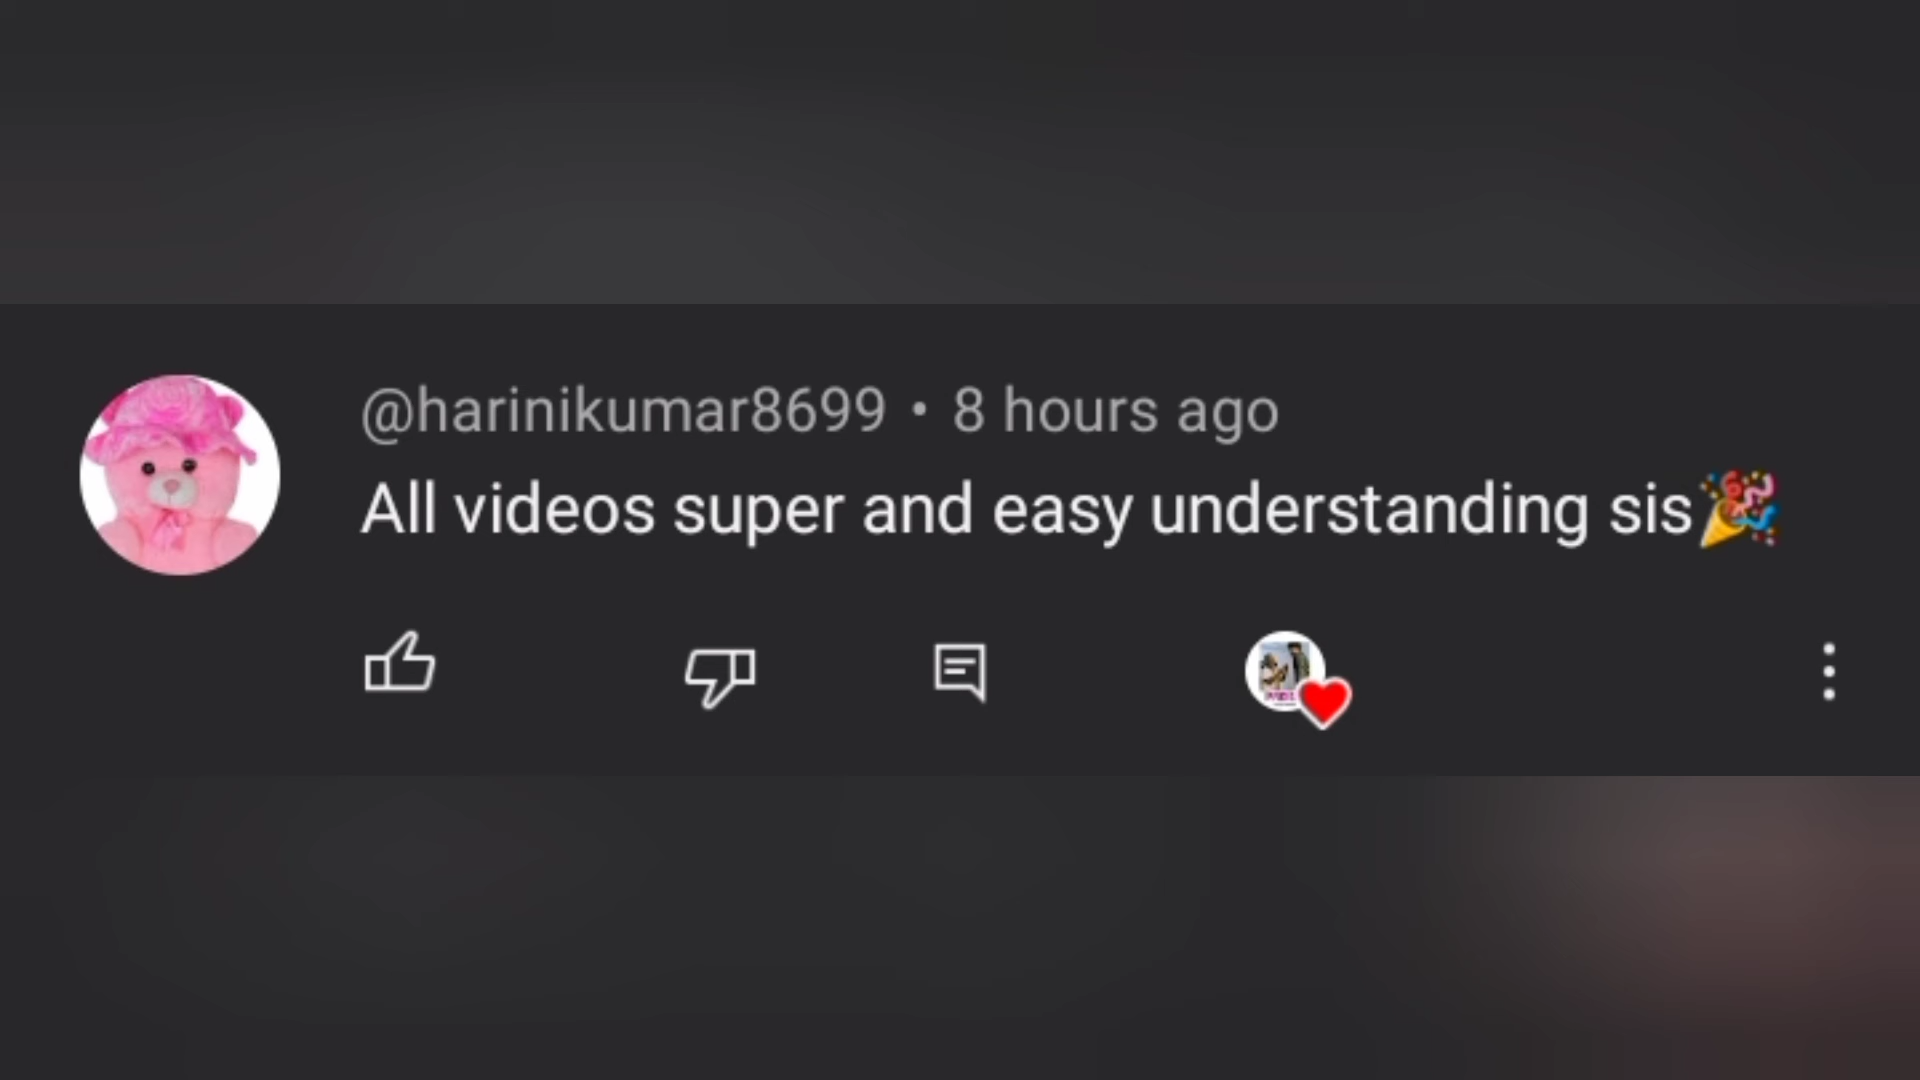 @harinikumar8699 • 8 hours ago
All videos super and easy understanding sis🎉